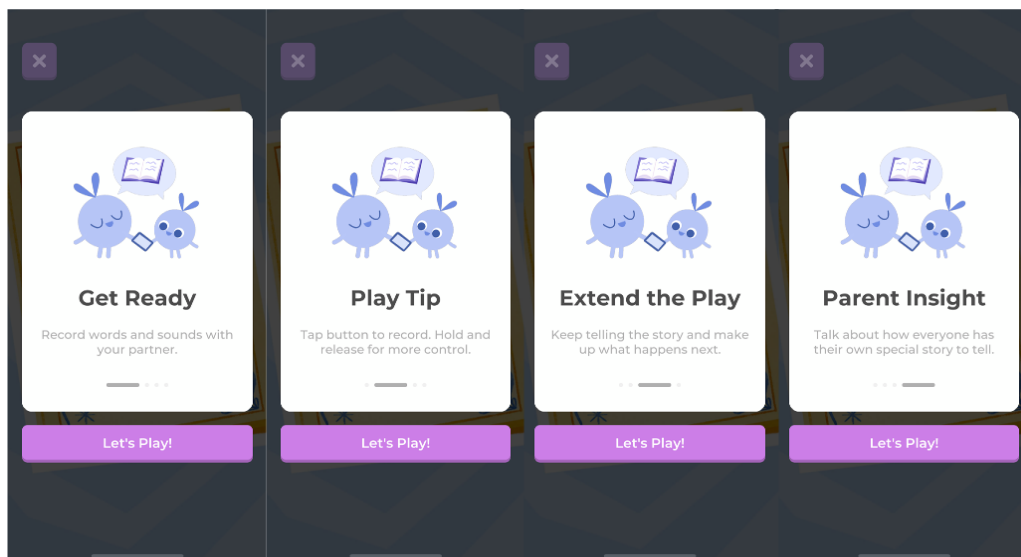 Get Ready
Record words and sounds with
your partner.
Let's Play!
Play Tip
Tap button to record. Hold and
release for more control.
Let's Play!
Extend the Play
Keep telling the story and make
up what happens next.
Let's Play!
Parent Insight
Talk about how everyone has
their own special story to tell.
Let's Play!